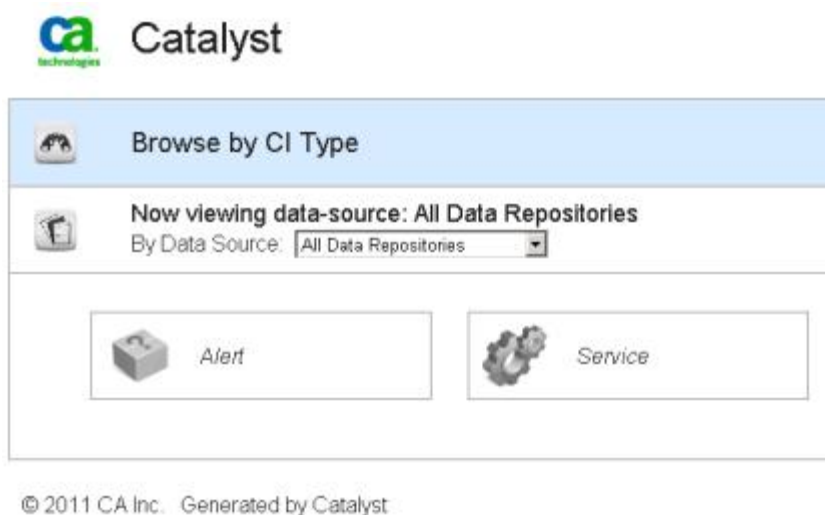 ca.
technologies
Catalyst
Browse by CI Type
Now viewing data-source: All Data Repositories
By Data Source: All Data Repositories
Alert
Service
© 2011 CA Inc. Generated by Catalyst